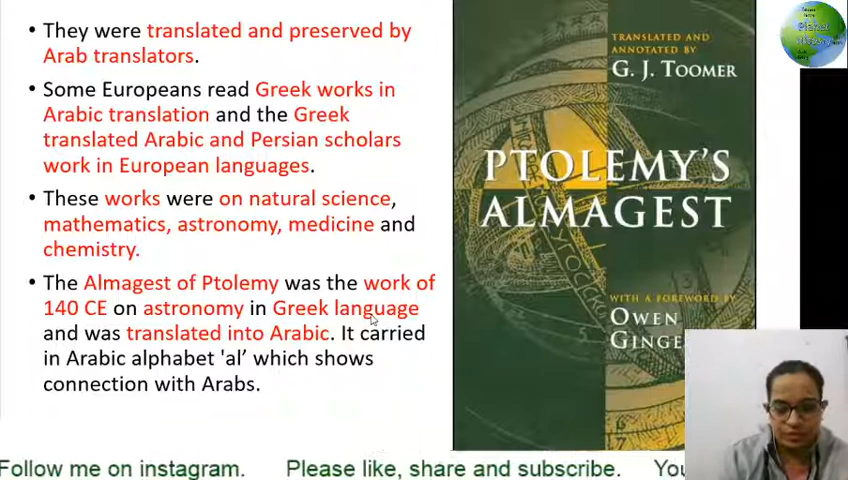 • They were translated and preserved by
Arab translators.
• Some Europeans read Greek works in
Arabic translation and the Greek
translated Arabic and Persian scholars
work in European languages.
• These works were on natural science,
mathematics, astronomy, medicine and
chemistry.
• The Almagest of Ptolemy was the work of
140 CE on astronomy in Greek language
and was translated into Arabic. It carried
in Arabic alphabet 'al’ which shows
connection with Arabs.
TRANSLATED AND
ANNOTATED BY
G. J. TOOMER
PTOLEMY'S
ALMAGEST
WITH A FOREWORD BY
OWEN
GINGE
Follow me on instagram. Please like, share and subscribe. You